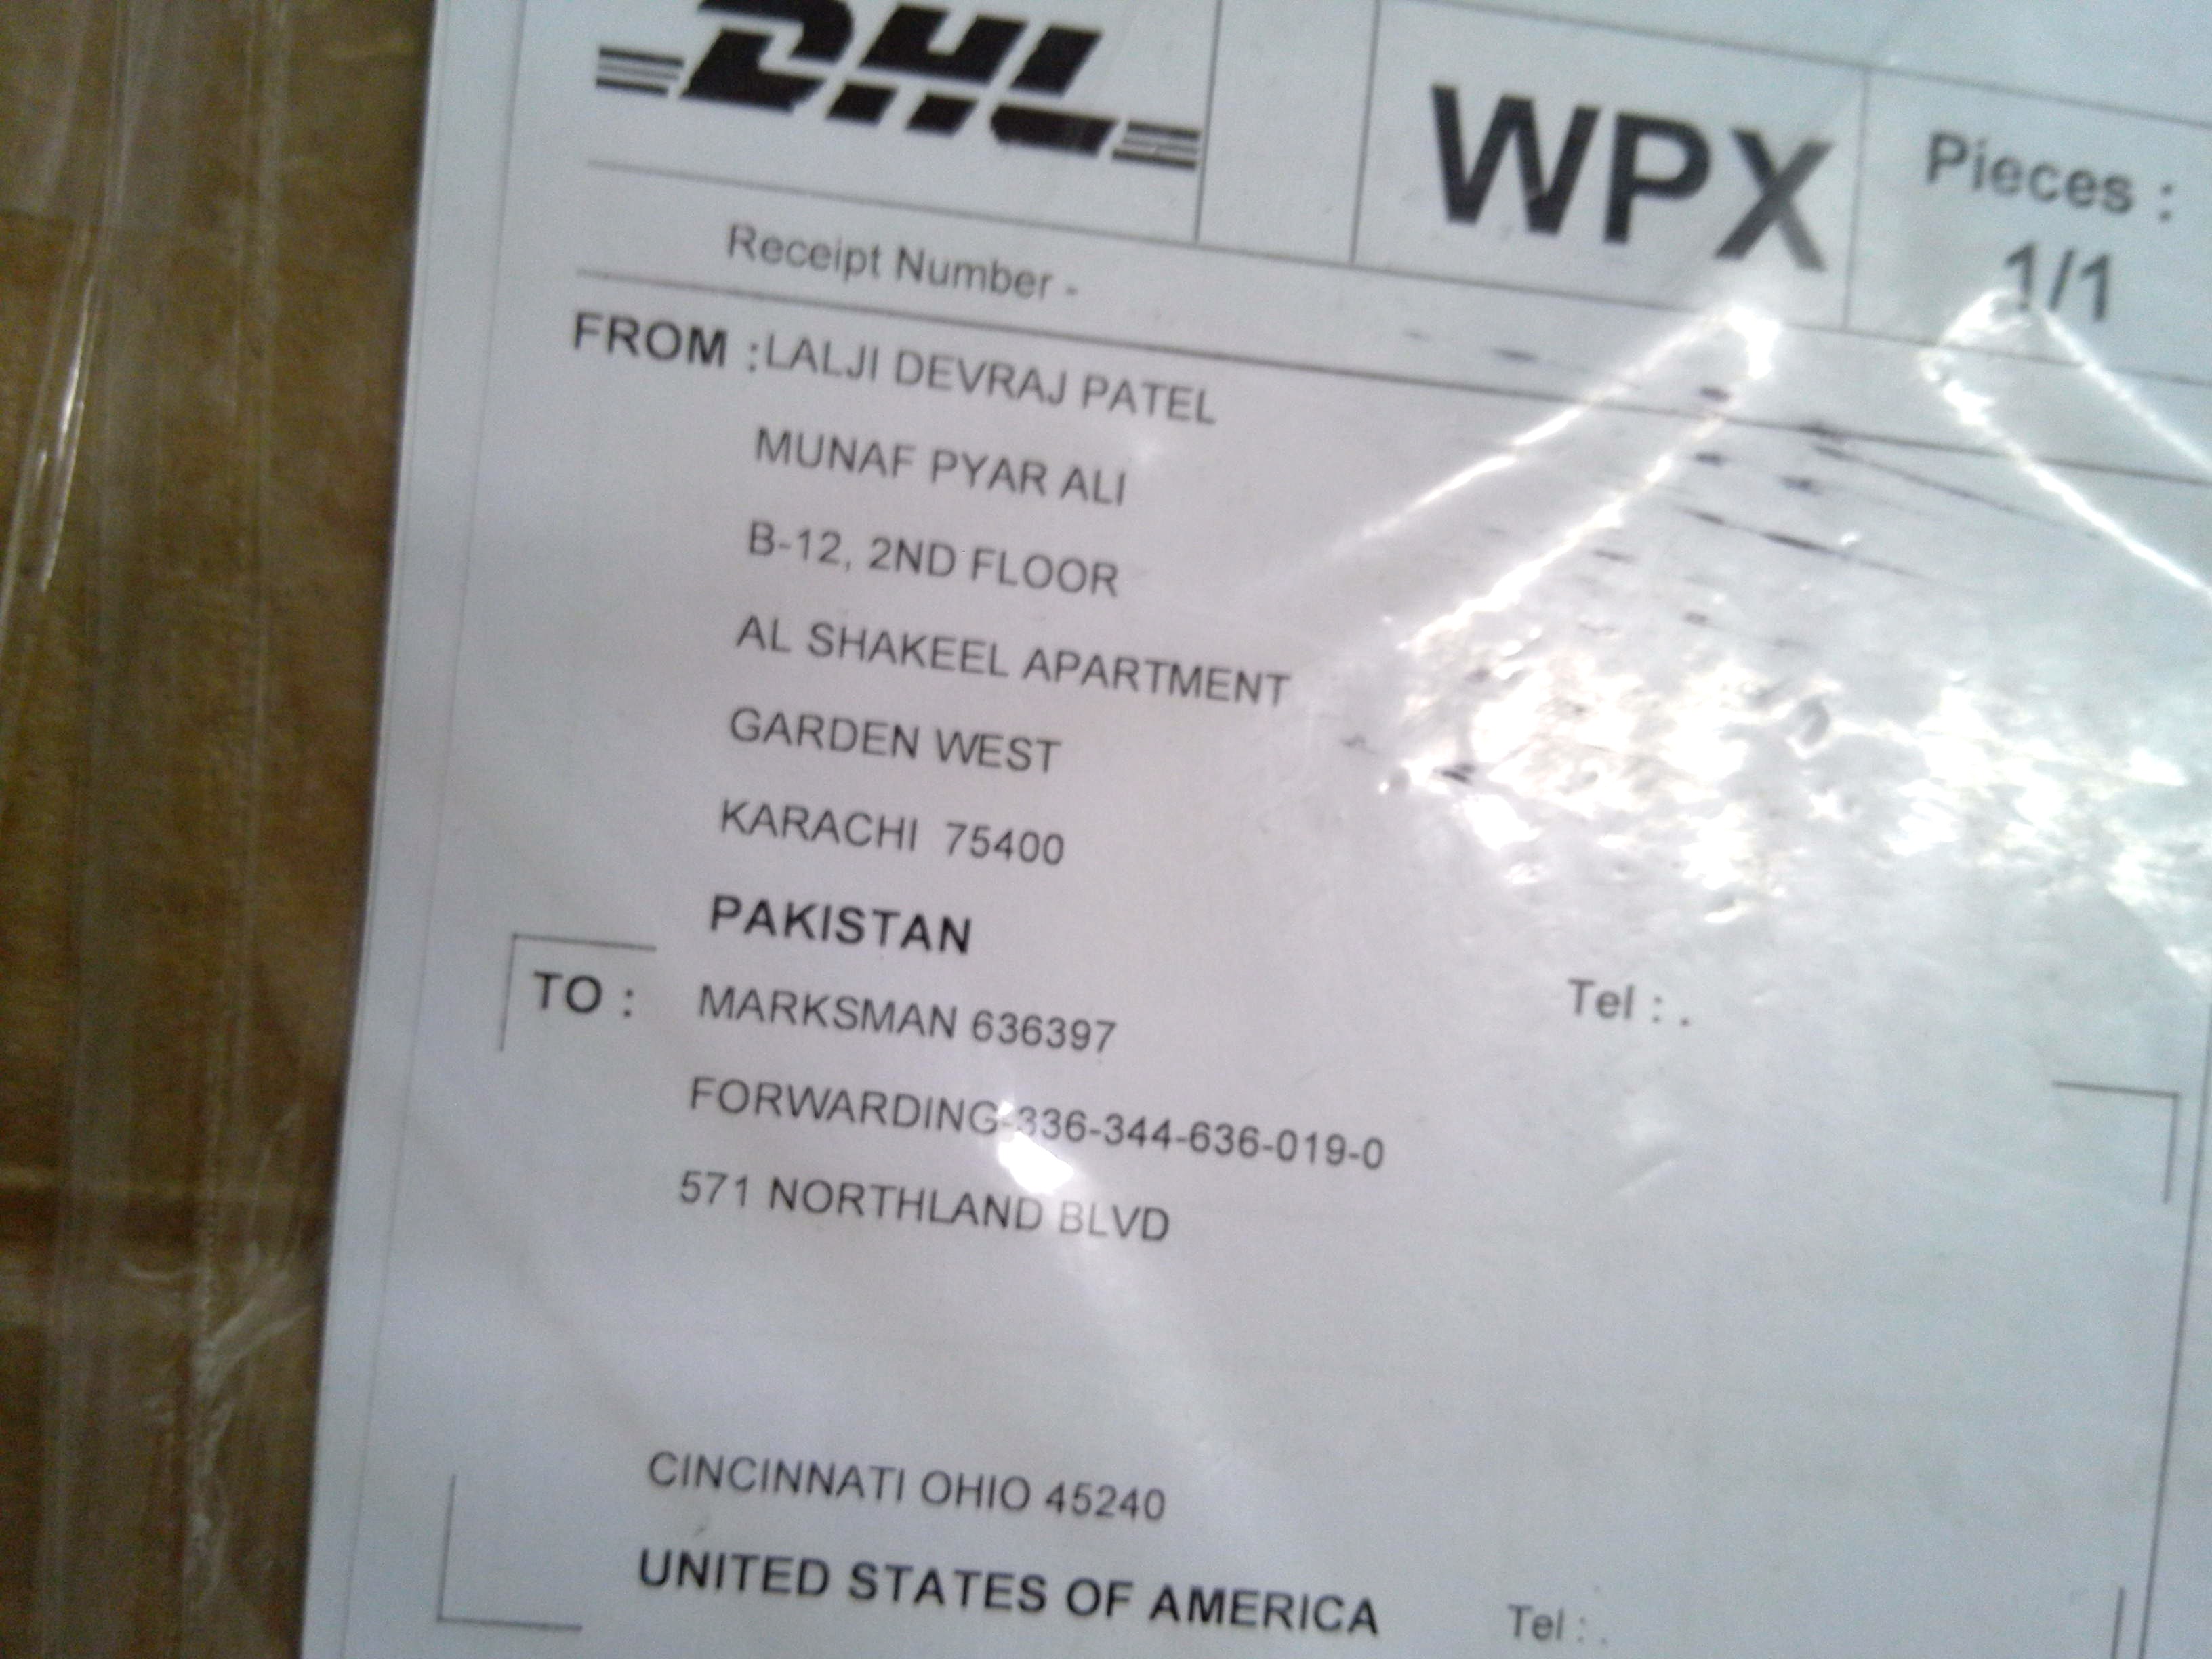 DHL
WPX
Pieces :
1/1
Receipt Number -
FROM : LALJI DEVRAJ PATEL
MUNAF PYAR ALI
B-12, 2ND FLOOR
AL SHAKEEL APARTMENT
GARDEN WEST
KARACHI 75400
PAKISTAN
Tel : .
TO : MARKSMAN 636397
FORWARDING-336-344-636-019-0
571 NORTHLAND BLVD
CINCINNATI OHIO 45240
UNITED STATES OF AMERICA Tel : .